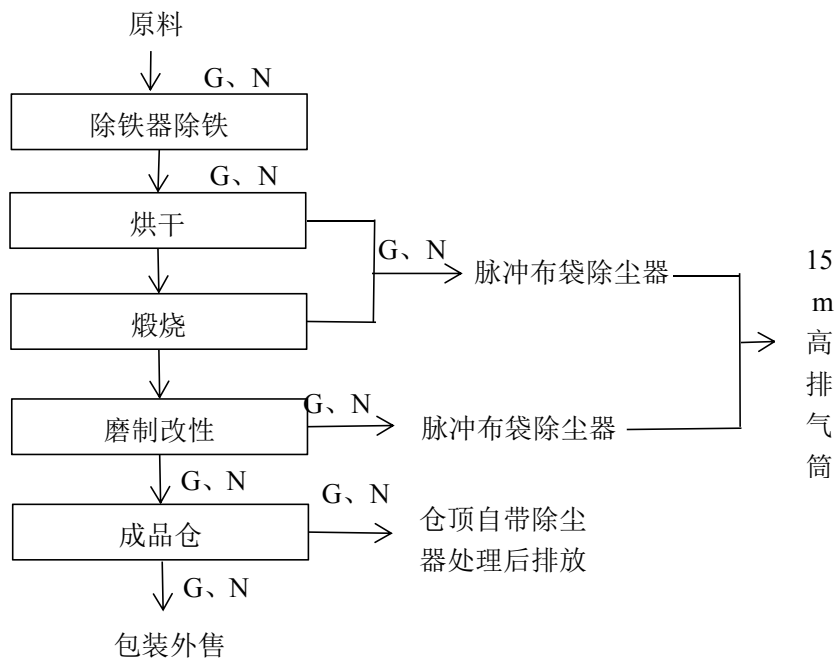 原料
G、N
除铁器除铁
G、N
烘干
G、N
脉冲布袋除尘器
煅烧
15
m
高
排
气
筒
G、N
磨制改性
脉冲布袋除尘器
G、N
G、N
成品仓
仓顶自带除尘
器处理后排放
G、N
包装外售